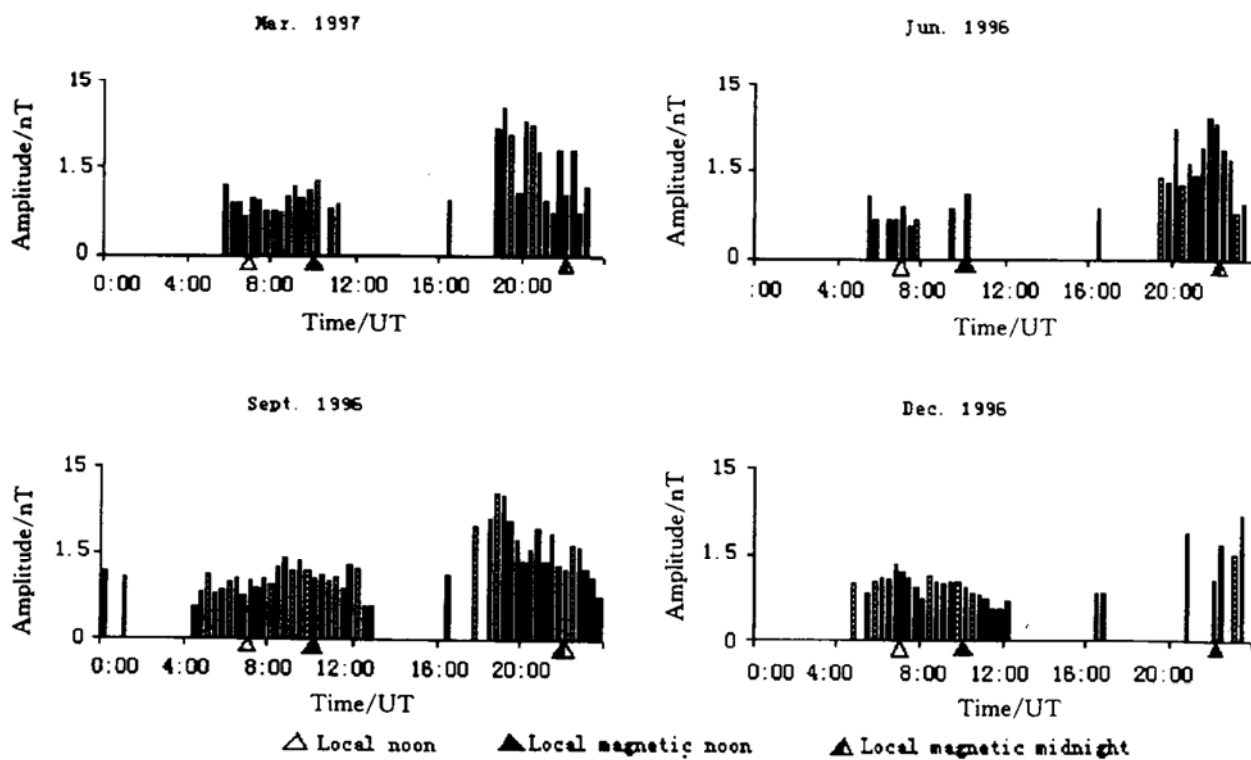 Mar. 1997
15
1.5
0
Amplitude/nT
0:00 4:00 8:00 12:00 16:00 20:00
Time/UT
Jun. 1996
15
1.5
0
Amplitude/nT
:00 4:00 8:00 12:00 16:00 20:00
Time/UT
Sept. 1996
15
1.5
0
Amplitude/nT
0:00 4:00 8:00 12:00 16:00 20:00
Time/UT
Dec. 1996
15
1.5
0
Amplitude/nT
0:00 4:00 8:00 12:00 16:00 20:00
Time/UT
Local noon Local magnetic noon Local magnetic midnight